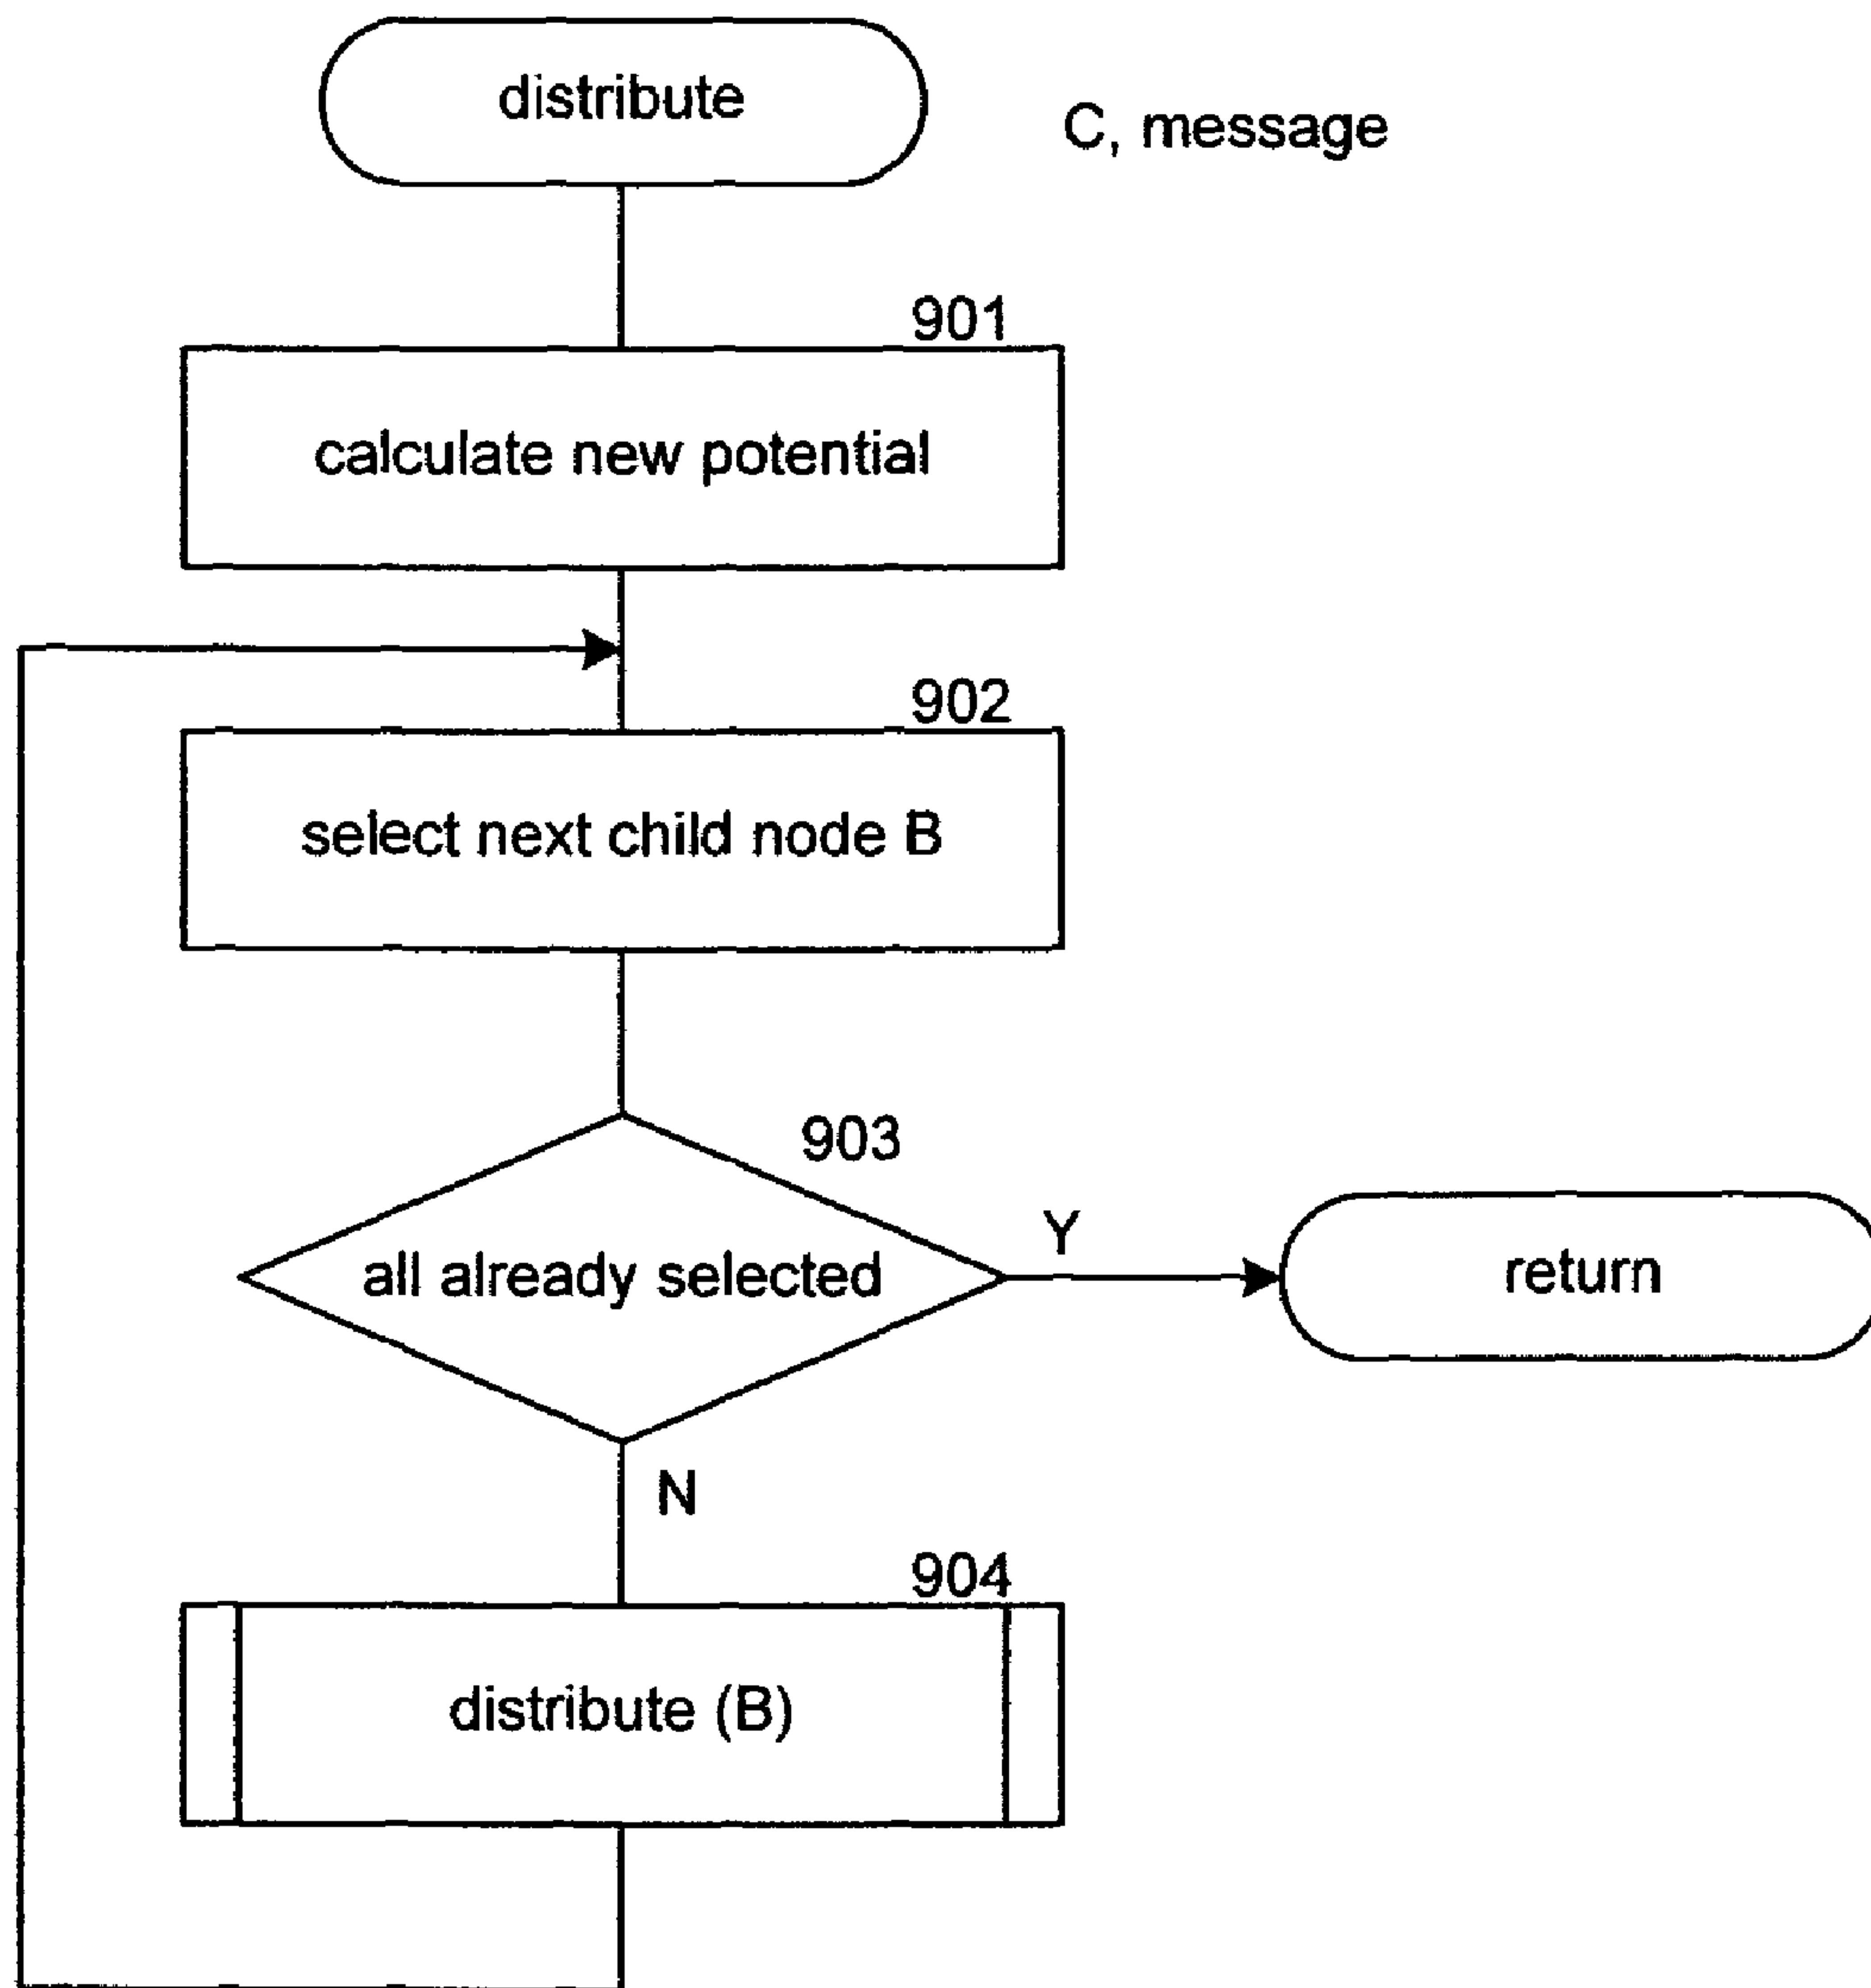 distribute
C, message
901
calculate new potential
902
select next child node B
903
all already selected
Y
return
N
904
distribute (B)